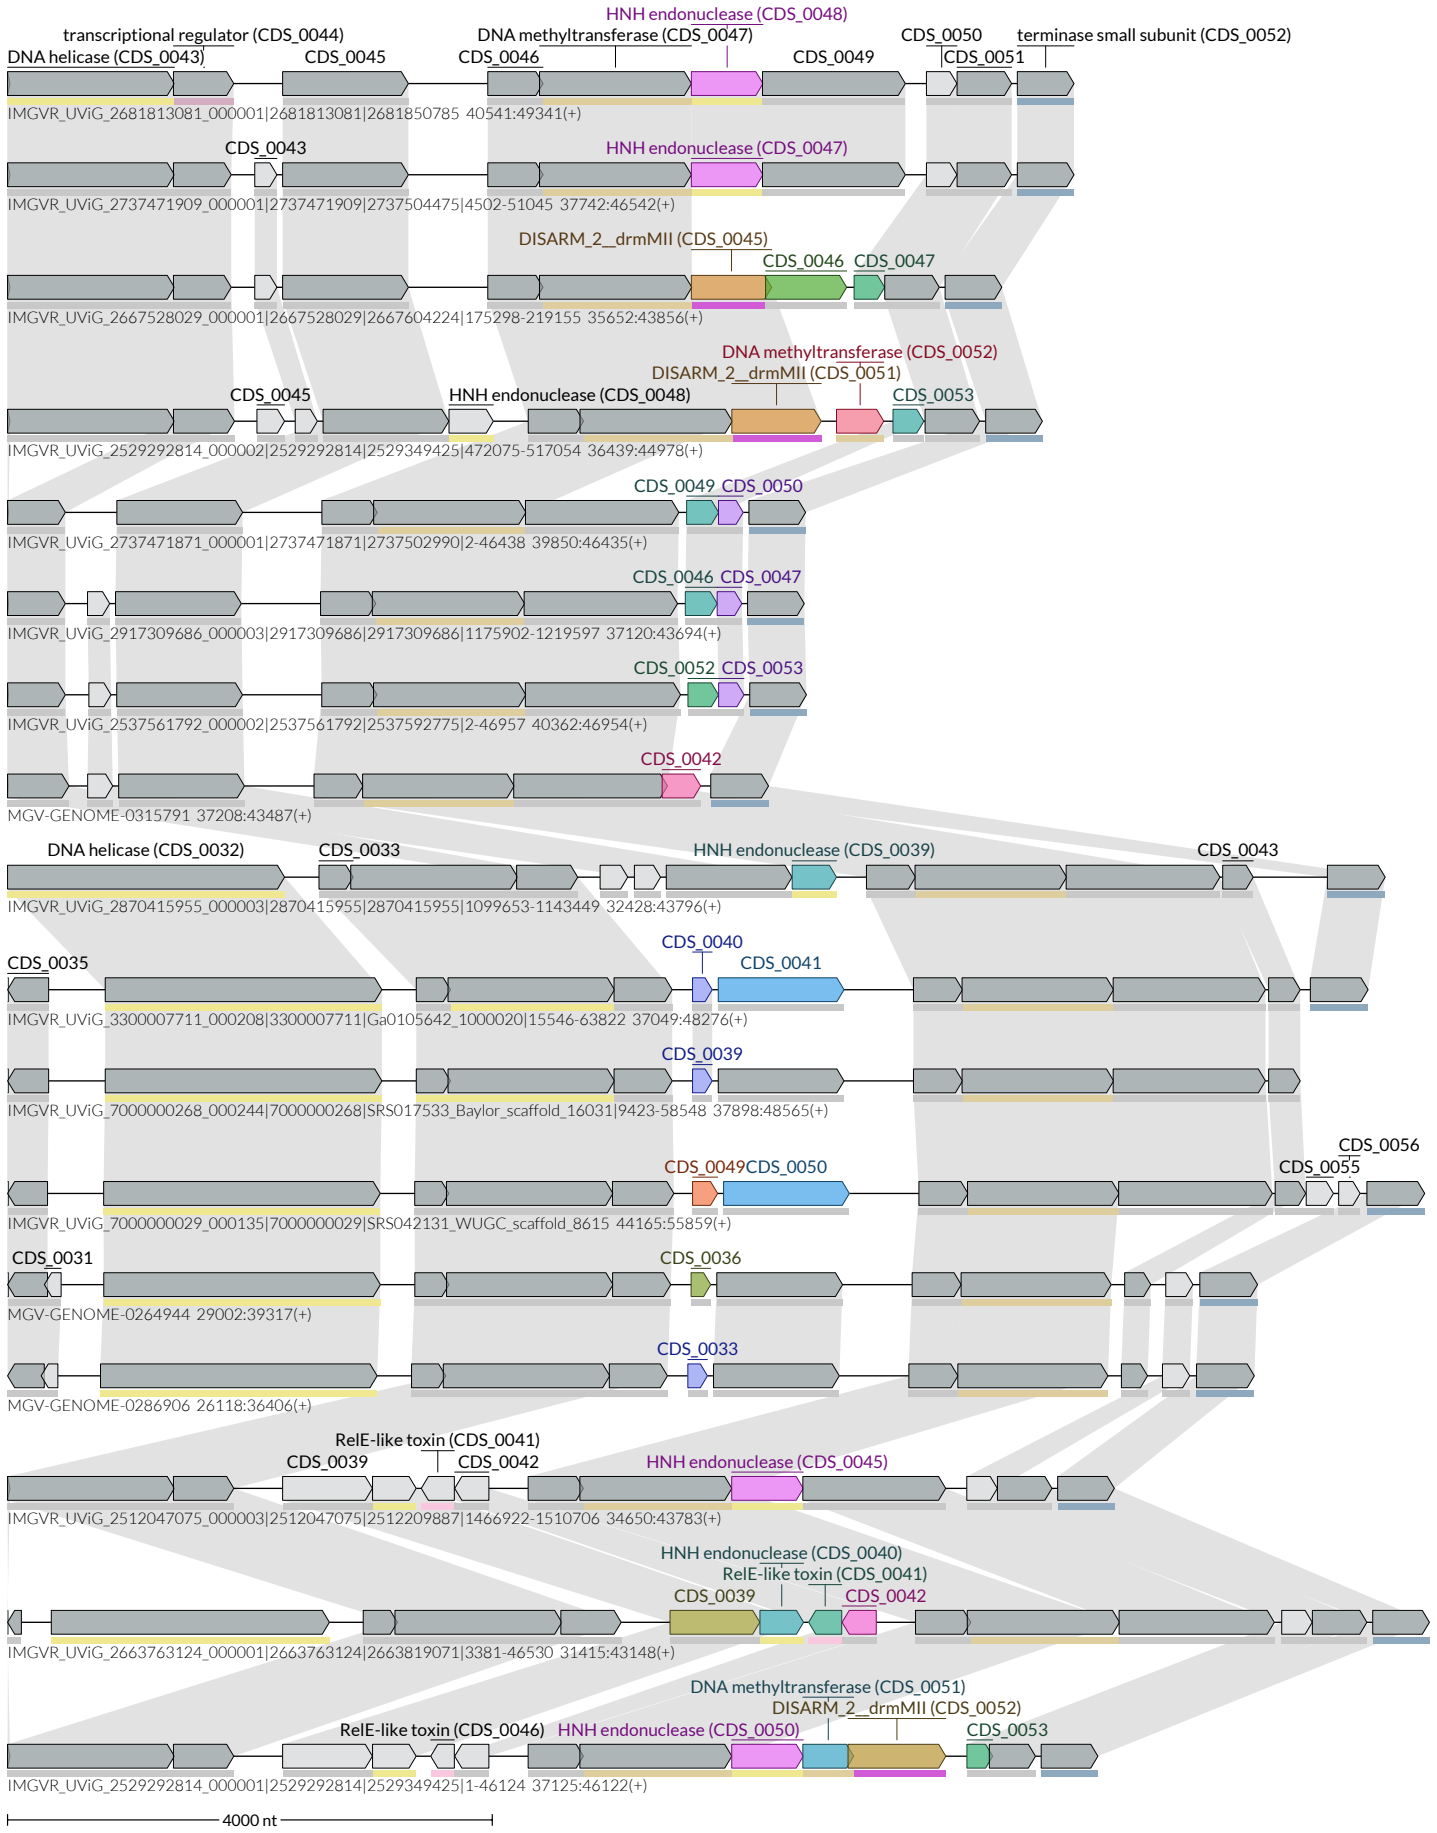 HNH endonuclease (CDS_0048)
transcriptional regulator (CDS_0044) DNA methyltransferase (CDS_0047) CDS_0050 terminase small subunit (CDS_0052)
DNA helicase (CDS_0043) CDS_0045 CDS_0046 CDS_0049 CDS_0051
IMGVR_UViG_2681813081_000001|2681813081|2681850785 40541:49341(+)
CDS_0043 HNH endonuclease (CDS_0047)
IMGVR_UViG_2737471909_000001|2737471909|2737504475|4502-51045 37742:46542(+)
DISARM_2__drmMII (CDS_0045)
CDS_0046 CDS_0047
IMGVR_UViG_2667528029_000001|2667528029|2667604224|175298-219155 35652:43856(+)
DNA methyltransferase (CDS_0052)
DISARM_2__drmMII (CDS_0051)
CDS_0045 HNH endonuclease (CDS_0048) CDS_0053
IMGVR_UViG_2529292814_000002|2529292814|2529349425|472075-517054 36439:44978(+)
CDS_0049 CDS_0050
IMGVR_UViG_2737471871_000001|2737471871|2737502990|2-46438 39850:46435(+)
CDS_0046 CDS_0047
IMGVR_UViG_2917309686_000003|2917309686|2917309686|1175902-1219597 37120:43694(+)
CDS_0052 CDS_0053
IMGVR_UViG_2537561792_000002|2537561792|2537592775|2-46957 40362:46954(+)
CDS_0042
MGV-GENOME-0315791 37208:43487(+)
DNA helicase (CDS_0032) CDS_0033 HNH endonuclease (CDS_0039) CDS_0043
IMGVR_UViG_2870415955_000003|2870415955|2870415955|1099653-1143449 32428:43796(+)
CDS_0040
CDS_0035 CDS_0041
IMGVR_UViG_3300007711_000208|3300007711|Ga0105642_1000020|15546-63822 37049:48276(+)
CDS_0039
IMGVR_UViG_7000000268_000244|7000000268|SRS017533_Baylor_scaffold_16031|9423-58548 37898:48565(+)
CDS_0056
CDS_0049 CDS_0050 CDS_0055
IMGVR_UViG_7000000029_000135|7000000029|SRS042131_WUGC_scaffold_8615 44165:55859(+)
CDS_0031 CDS_0036
MGV-GENOME-0264944 29002:39317(+)
CDS_0033
MGV-GENOME-0286906 26118:36406(+)
RelE-like toxin (CDS_0041)
CDS_0039 CDS_0042 HNH endonuclease (CDS_0045)
IMGVR_UViG_2512047075_000003|2512047075|2512209887|1466922-1510706 34650:43783(+)
HNH endonuclease (CDS_0040)
RelE-like toxin (CDS_0041)
CDS_0039 CDS_0042
IMGVR_UViG_2663763124_000001|2663763124|2663819071|3381-46530 31415:43148(+)
DNA methyltransferase (CDS_0051)
DISARM_2__drmMII (CDS_0052)
RelE-like toxin (CDS_0046) HNH endonuclease (CDS_0050) CDS_0053
IMGVR_UViG_2529292814_000001|2529292814|2529349425|1-46124 37125:46122(+)
4000 nt